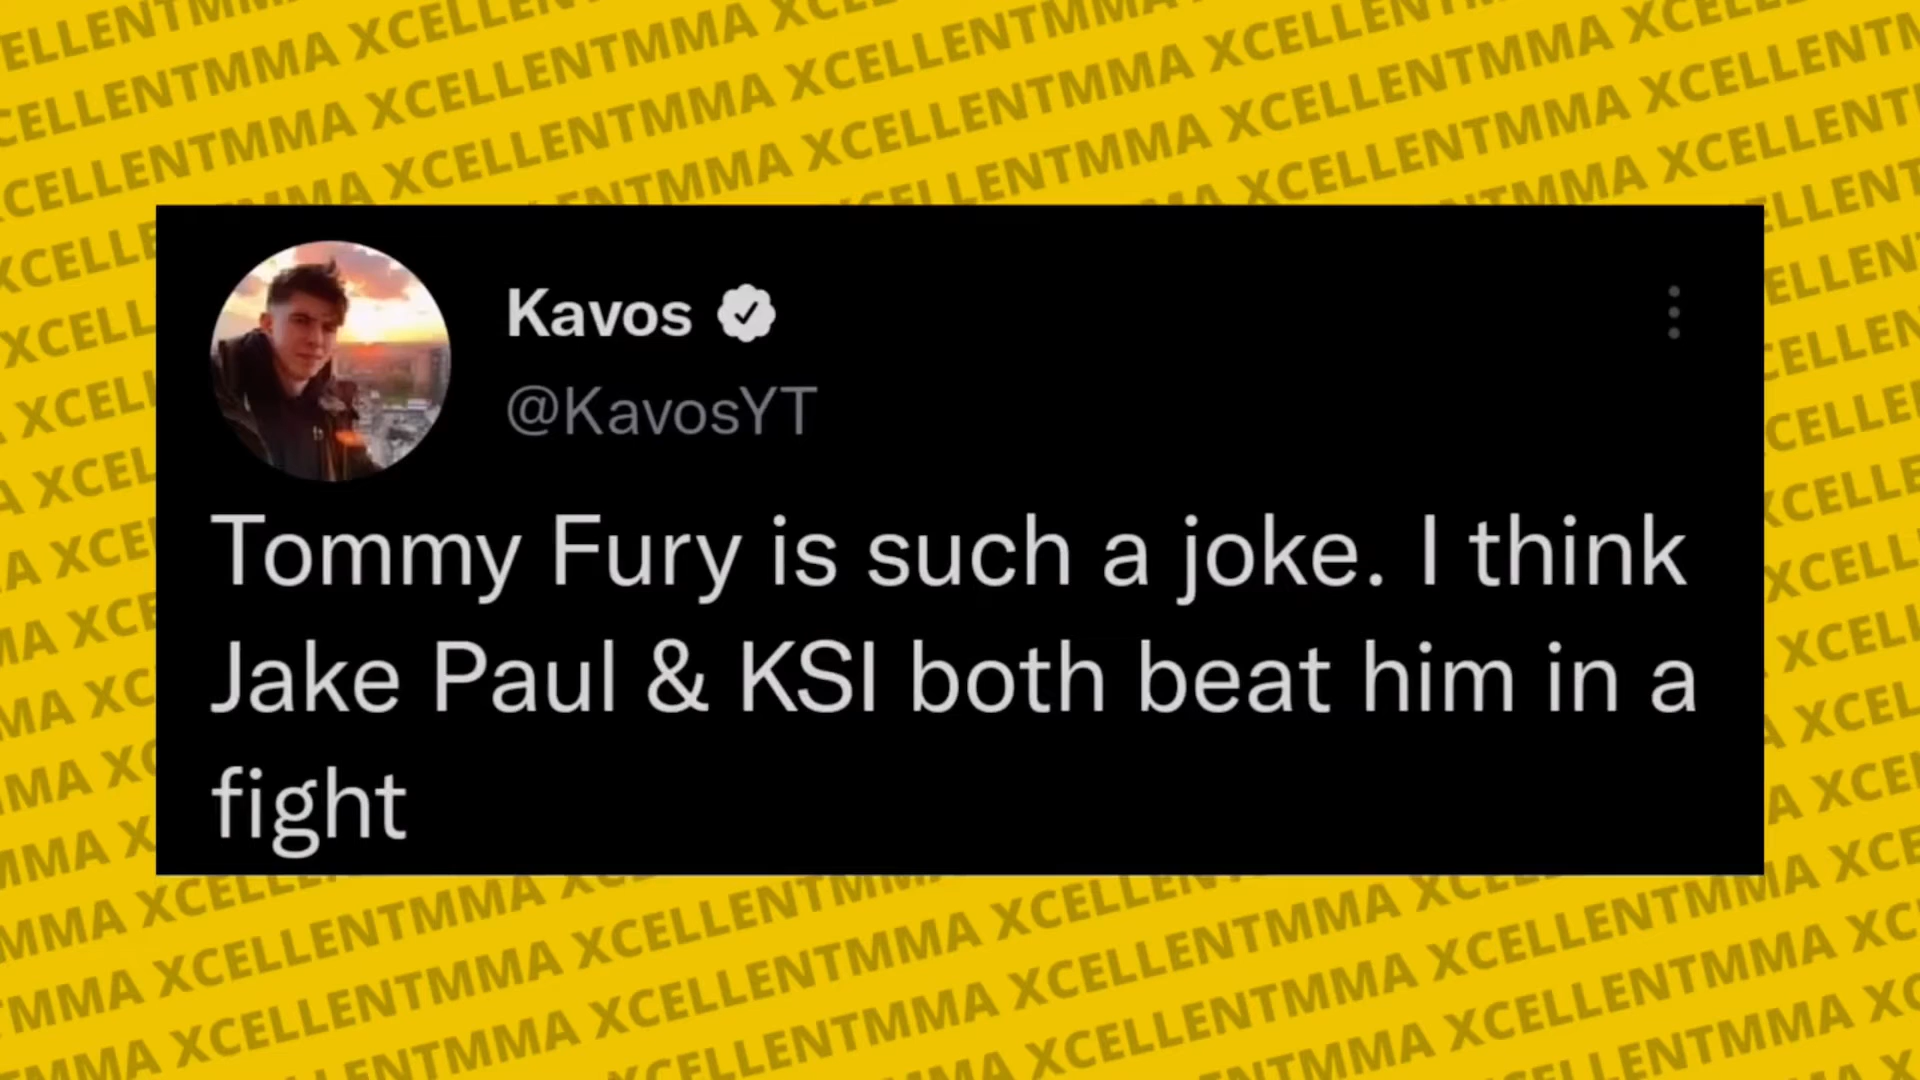 Kavos
@KavosYT
Tommy Fury is such a joke. I think
Jake Paul & KSI both beat him in a
fight
XCELLENTMMA